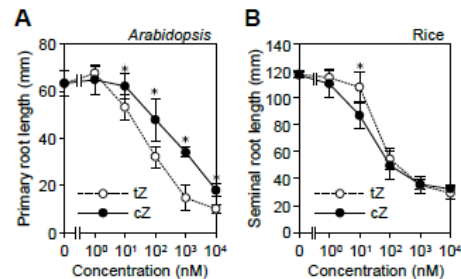 A
Arabidopsis
Primary root length (mm)
80
60
40
20
0
*
*
*
*
tZ
cZ
0 10⁰ 10¹ 10² 10³ 10⁴
Concentration (nM)
B
Rice
Seminal root length (mm)
140
120
100
80
60
40
20
0
*
tZ
cZ
0 10⁰ 10¹ 10² 10³ 10⁴
Concentration (nM)